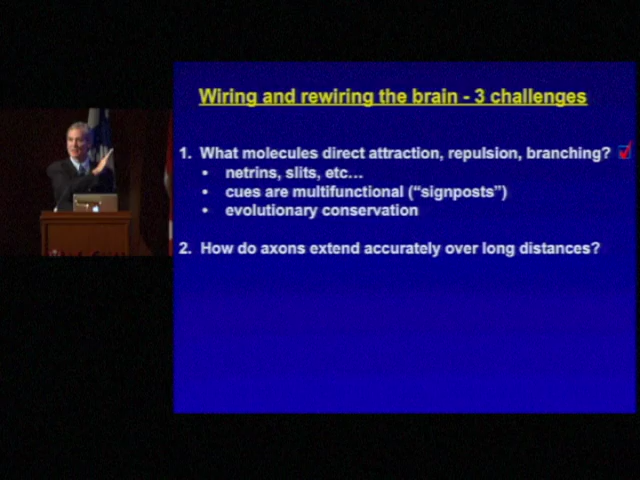 Wiring and rewiring the brain - 3 challenges
1. What molecules direct attraction, repulsion, branching?
• netrins, slits, etc...
• cues are multifunctional (“signposts”)
• evolutionary conservation
2. How do axons extend accurately over long distances?